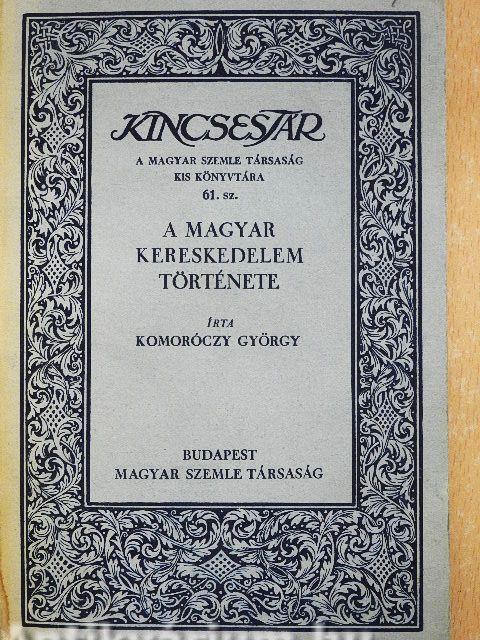 KINCSESTÁR
A MAGYAR SZEMLE TÁRSASÁG
KIS KÖNYVTÁRA
61. sz.
A MAGYAR
KERESKEDELEM
TÖRTÉNETE
ÍRTA
KOMORÓCZY GYÖRGY
BUDAPEST
MAGYAR SZEMLE TÁRSASÁG